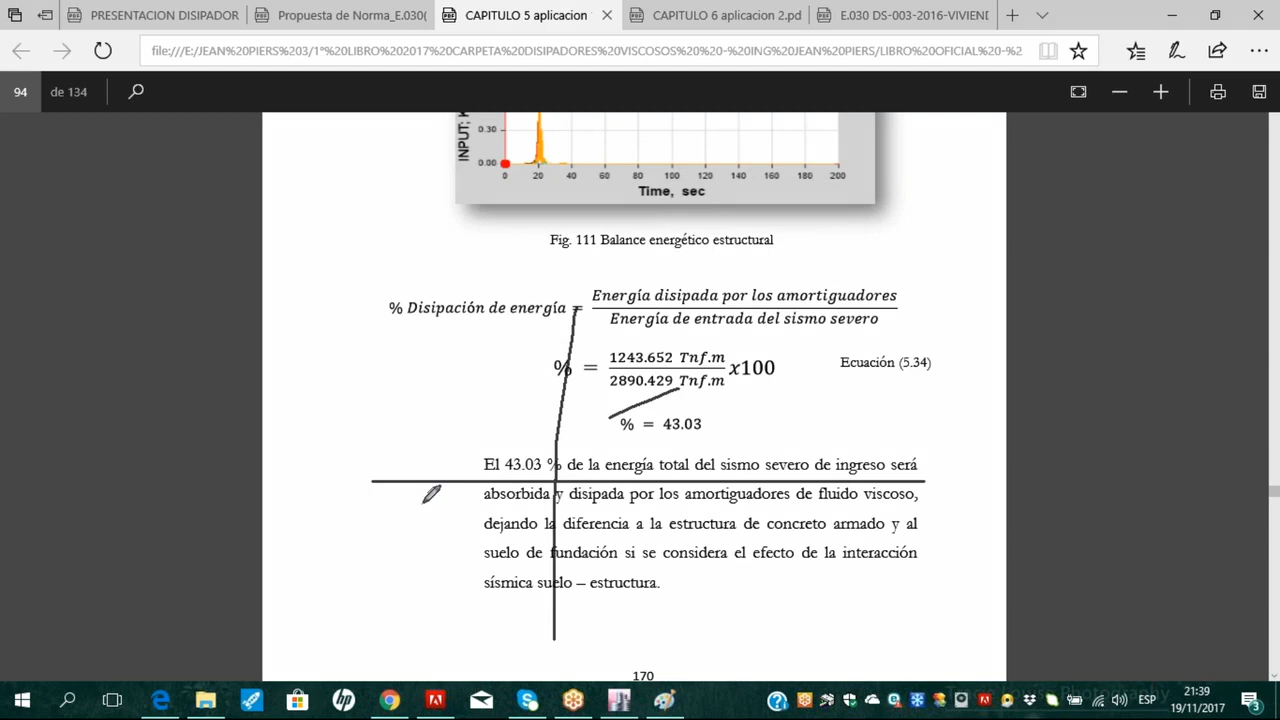 PRESENTACION DISIPADOR
Propuesta de Norma_E.030(
CAPITULO 5 aplicacion
CAPITULO 6 aplicacion 2.pd
E.030 DS-003-2016-VIVIEND
file:///E:/JEAN%20PIERS%203/1°%20LIBRO%202017%20CARPETA%20DISIPADORES%20VISCOSOS%20%20-%20ING%20JEAN%20PIERS/LIBRO%20OFICIAL%20-%2
94 de 134
INPUT;
0.30
0.00
0 20 40 60 80 100 120 140 160 180 200
Time, sec
Fig. 111 Balance energético estructural
% Disipación de energía = Energía disipada por los amortiguadores
Energía de entrada del sismo severo
% = 1243.652 Tnf.m
2890.429 Tnf.m x100
Ecuación (5.34)
% = 43.03
El 43.03 % de la energía total del sismo severo de ingreso será
absorbida y disipada por los amortiguadores de fluido viscoso,
dejando la diferencia a la estructura de concreto armado y al
suelo de fundación si se considera el efecto de la interacción
sísmica suelo – estructura.
170
ESP
21:39
19/11/2017
3